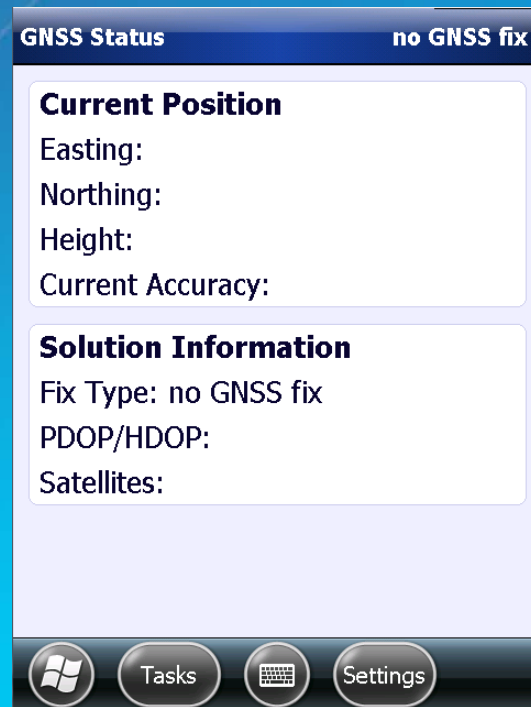 GNSS Status no GNSS fix
Current Position
Easting:
Northing:
Height:
Current Accuracy:
Solution Information
Fix Type: no GNSS fix
PDOP/HDOP:
Satellites:
Tasks Settings